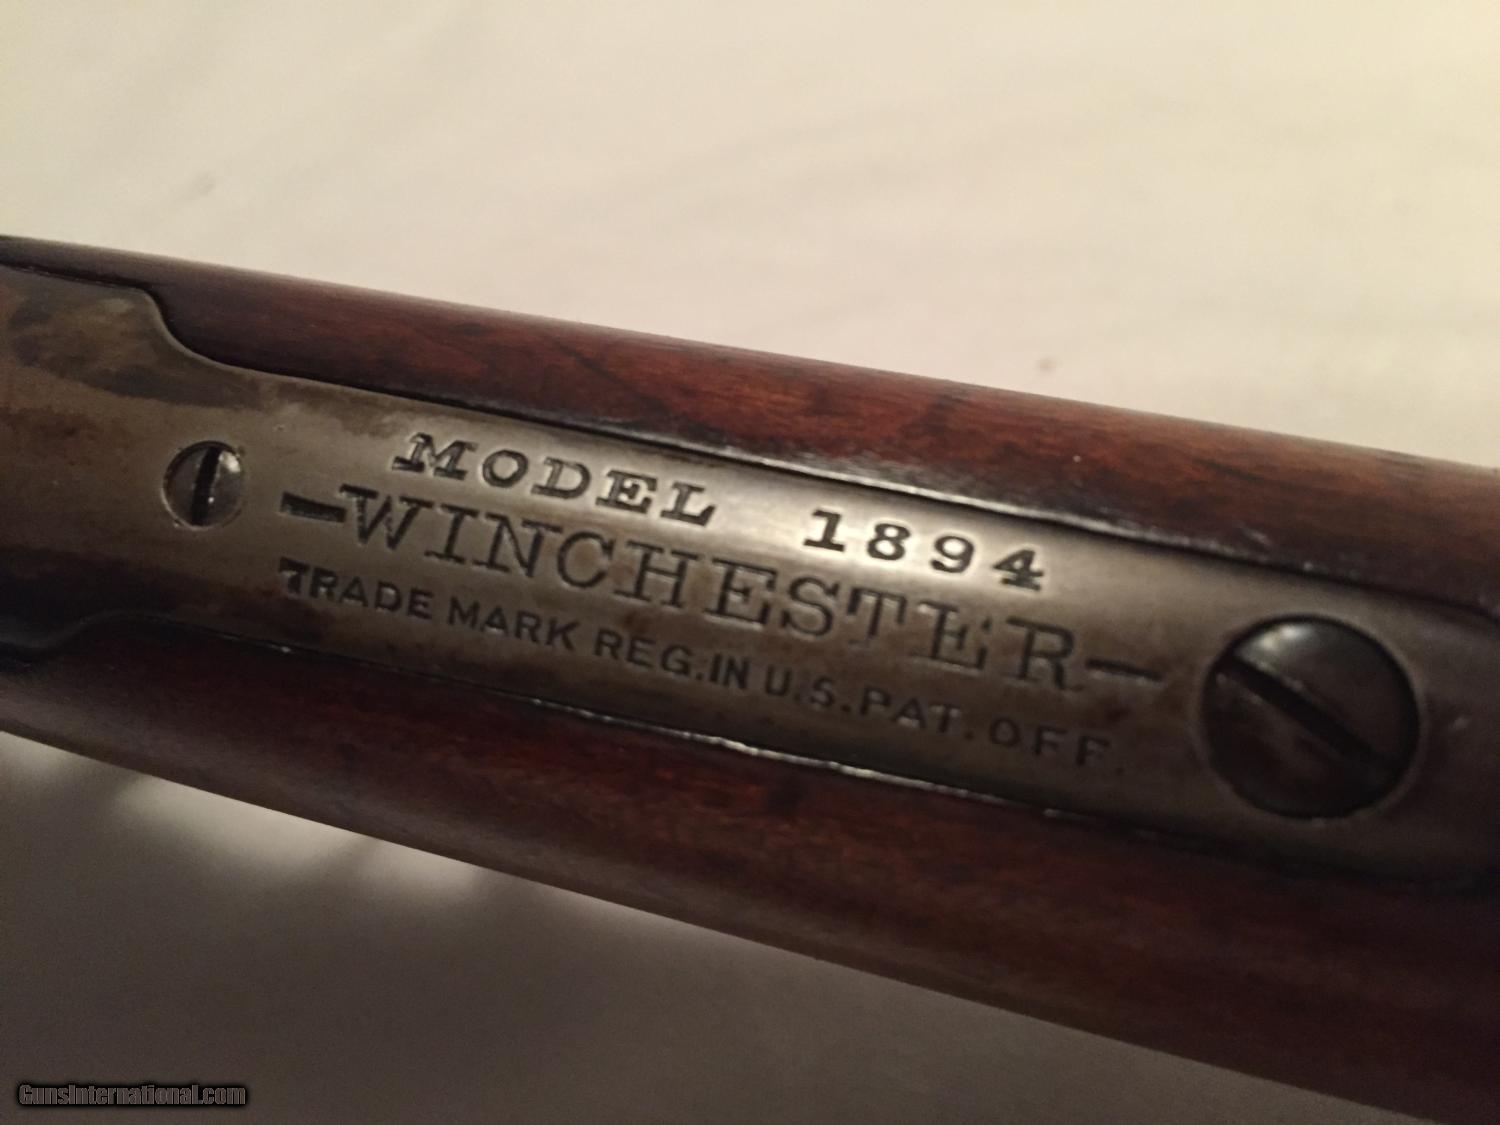 MODEL 1894
-WINCHESTER-
TRADE MARK REG. IN U.S. PAT. OFF.
GunsInternational.com